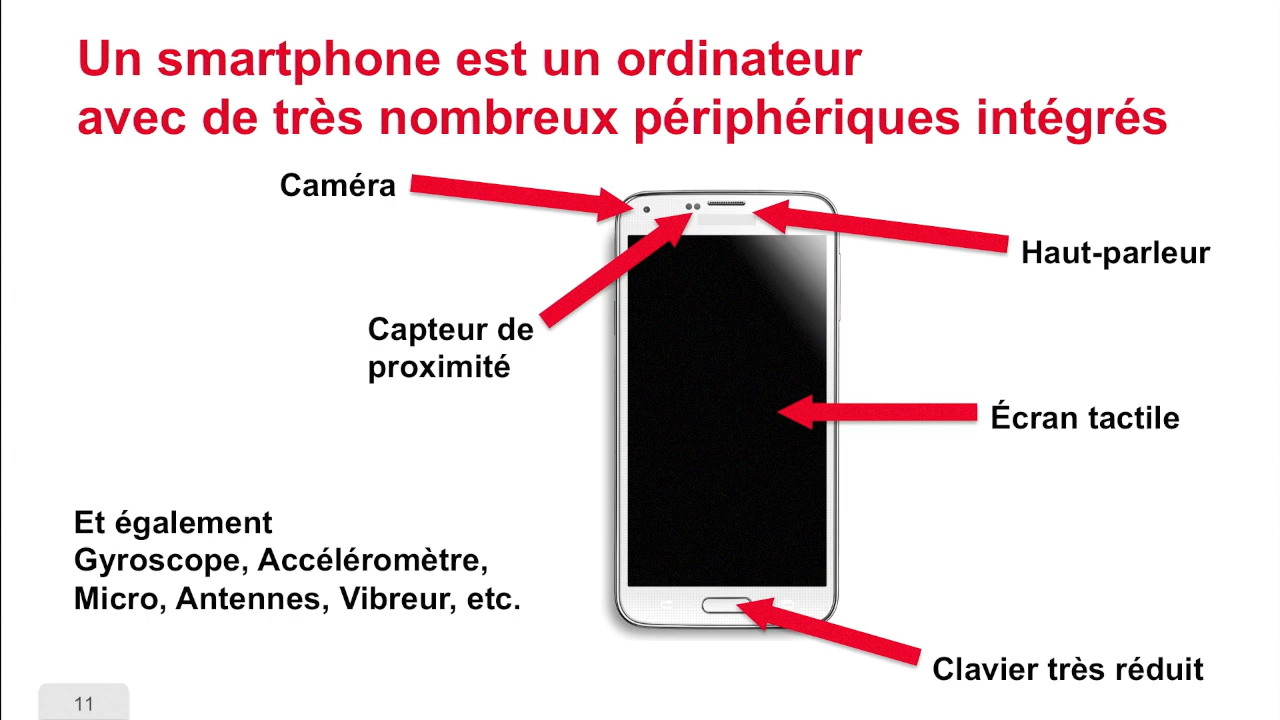 Un smartphone est un ordinateur
avec de très nombreux périphériques intégrés
Caméra
Haut-parleur
Capteur de
proximité
Écran tactile
Et également
Gyroscope, Accéléromètre,
Micro, Antennes, Vibreur, etc.
Clavier très réduit
11